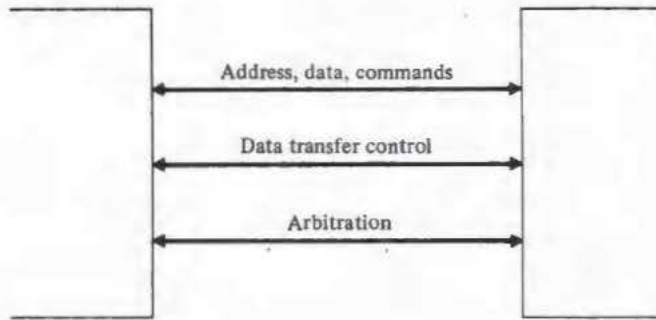 Address, data, commands
Data transfer control
Arbitration